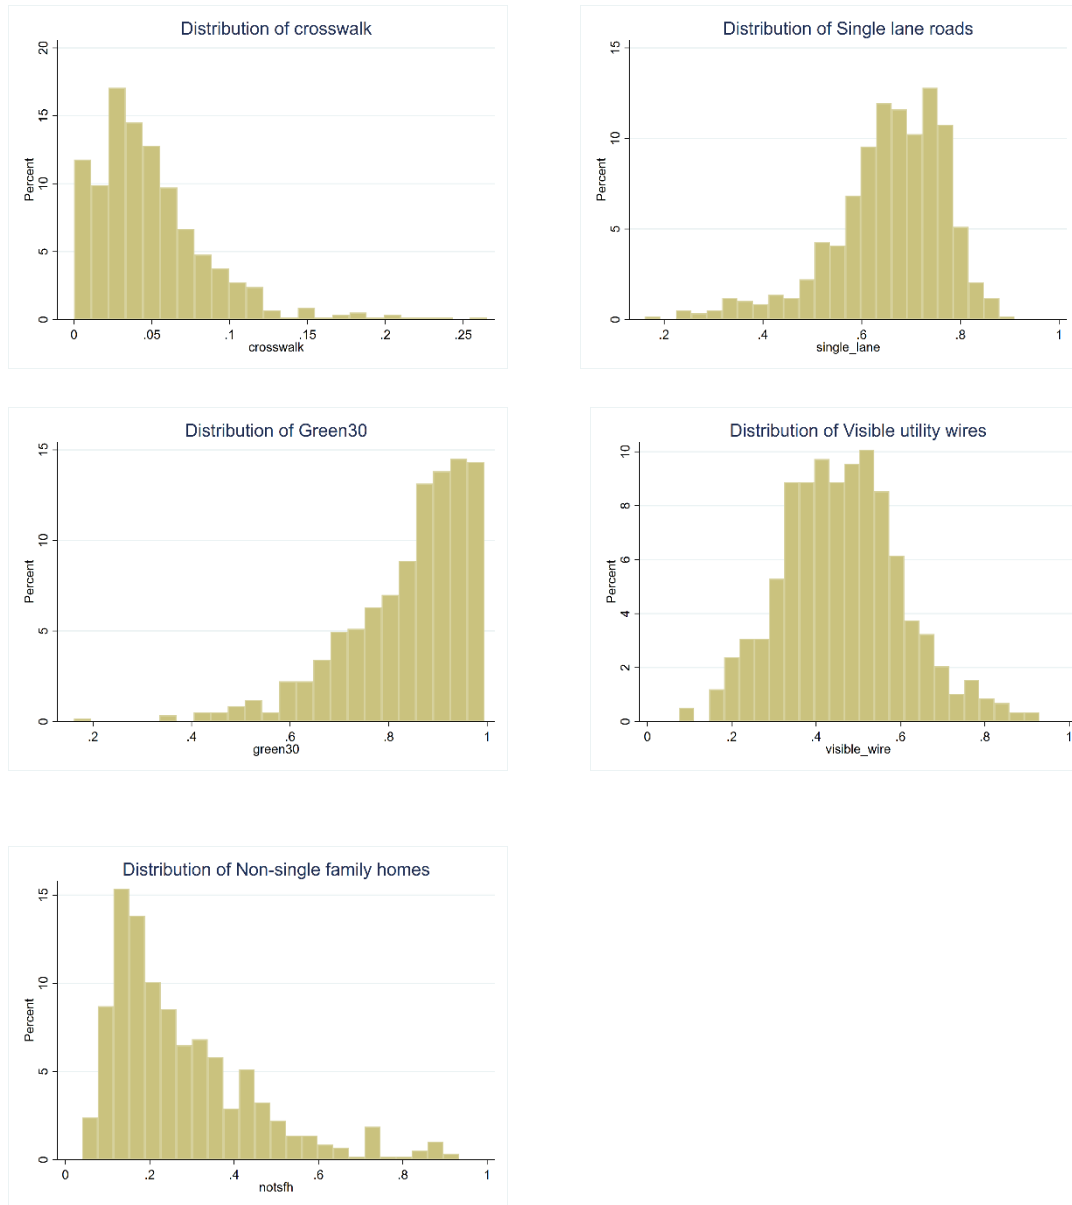 Distribution of crosswalk
Percent
20
15
10
5
0
0 .05 .1 .15 .2 .25
crosswalk
Distribution of Single lane roads
Percent
15
10
5
0
.2 .4 .6 .8 1
single_lane
Distribution of Green30
Percent
15
10
5
0
.2 .4 .6 .8 1
green30
Distribution of Visible utility wires
Percent
10
8
6
4
2
0
0 .2 .4 .6 .8 1
visible_wire
Distribution of Non-single family homes
Percent
15
10
5
0
0 .2 .4 .6 .8 1
notsfh